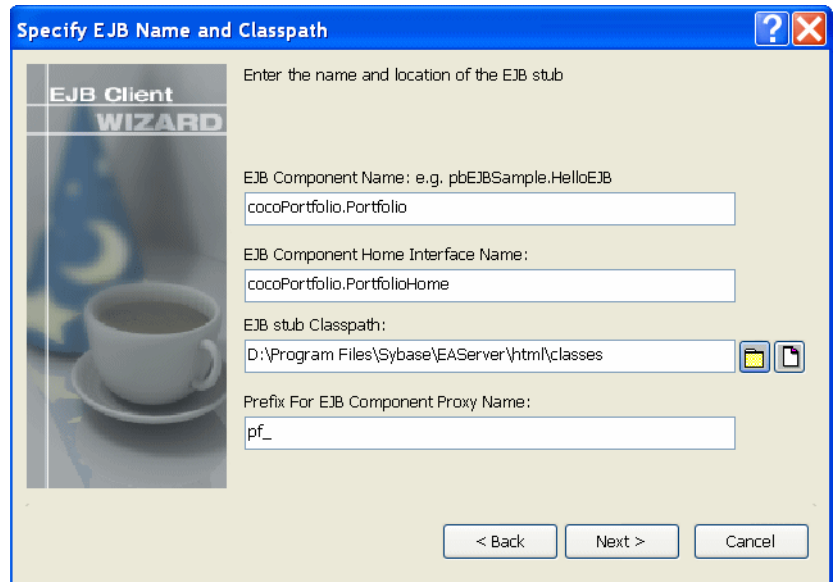 Specify EJB Name and Classpath
EJB Client
WIZARD
Enter the name and location of the EJB stub
EJB Component Name: e.g. pbEJBSample.HelloEJB
cocoPortfolio.Portfolio
EJB Component Home Interface Name:
cocoPortfolio.PortfolioHome
EJB stub Classpath:
D:\Program Files\Sybase\EAServer\html\classes
Prefix For EJB Component Proxy Name:
pf_
< Back
Next >
Cancel